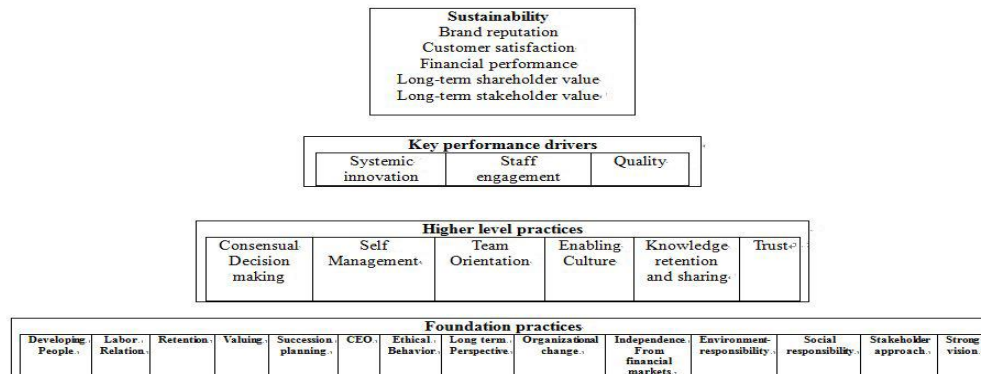 Sustainability
Brand reputation
Customer satisfaction
Financial performance
Long-term shareholder value
Long-term stakeholder value
Key performance drivers
Systemic innovation
Staff engagement
Quality
Higher level practices
Consensual Decision making
Self Management
Team Orientation
Enabling Culture
Knowledge retention and sharing
Trust
Foundation practices
Developing People
Labor Relation
Retention
Valuing
Succession planning
CEO
Ethical Behavior
Long term Perspective
Organizational change
Independence From financial markets
Environment- responsibility
Social responsibility
Stakeholder approach
Strong vision